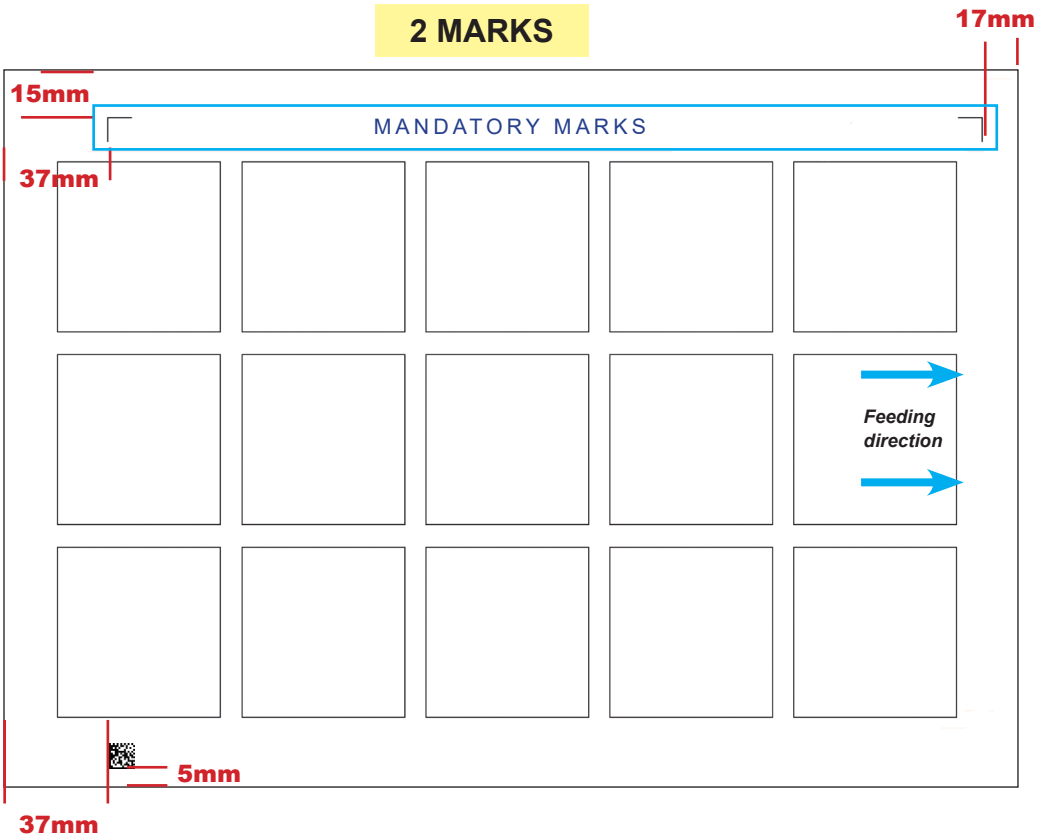 2 MARKS
17mm
15mm
MANDATORY MARKS
37mm
Feeding
direction
5mm
37mm